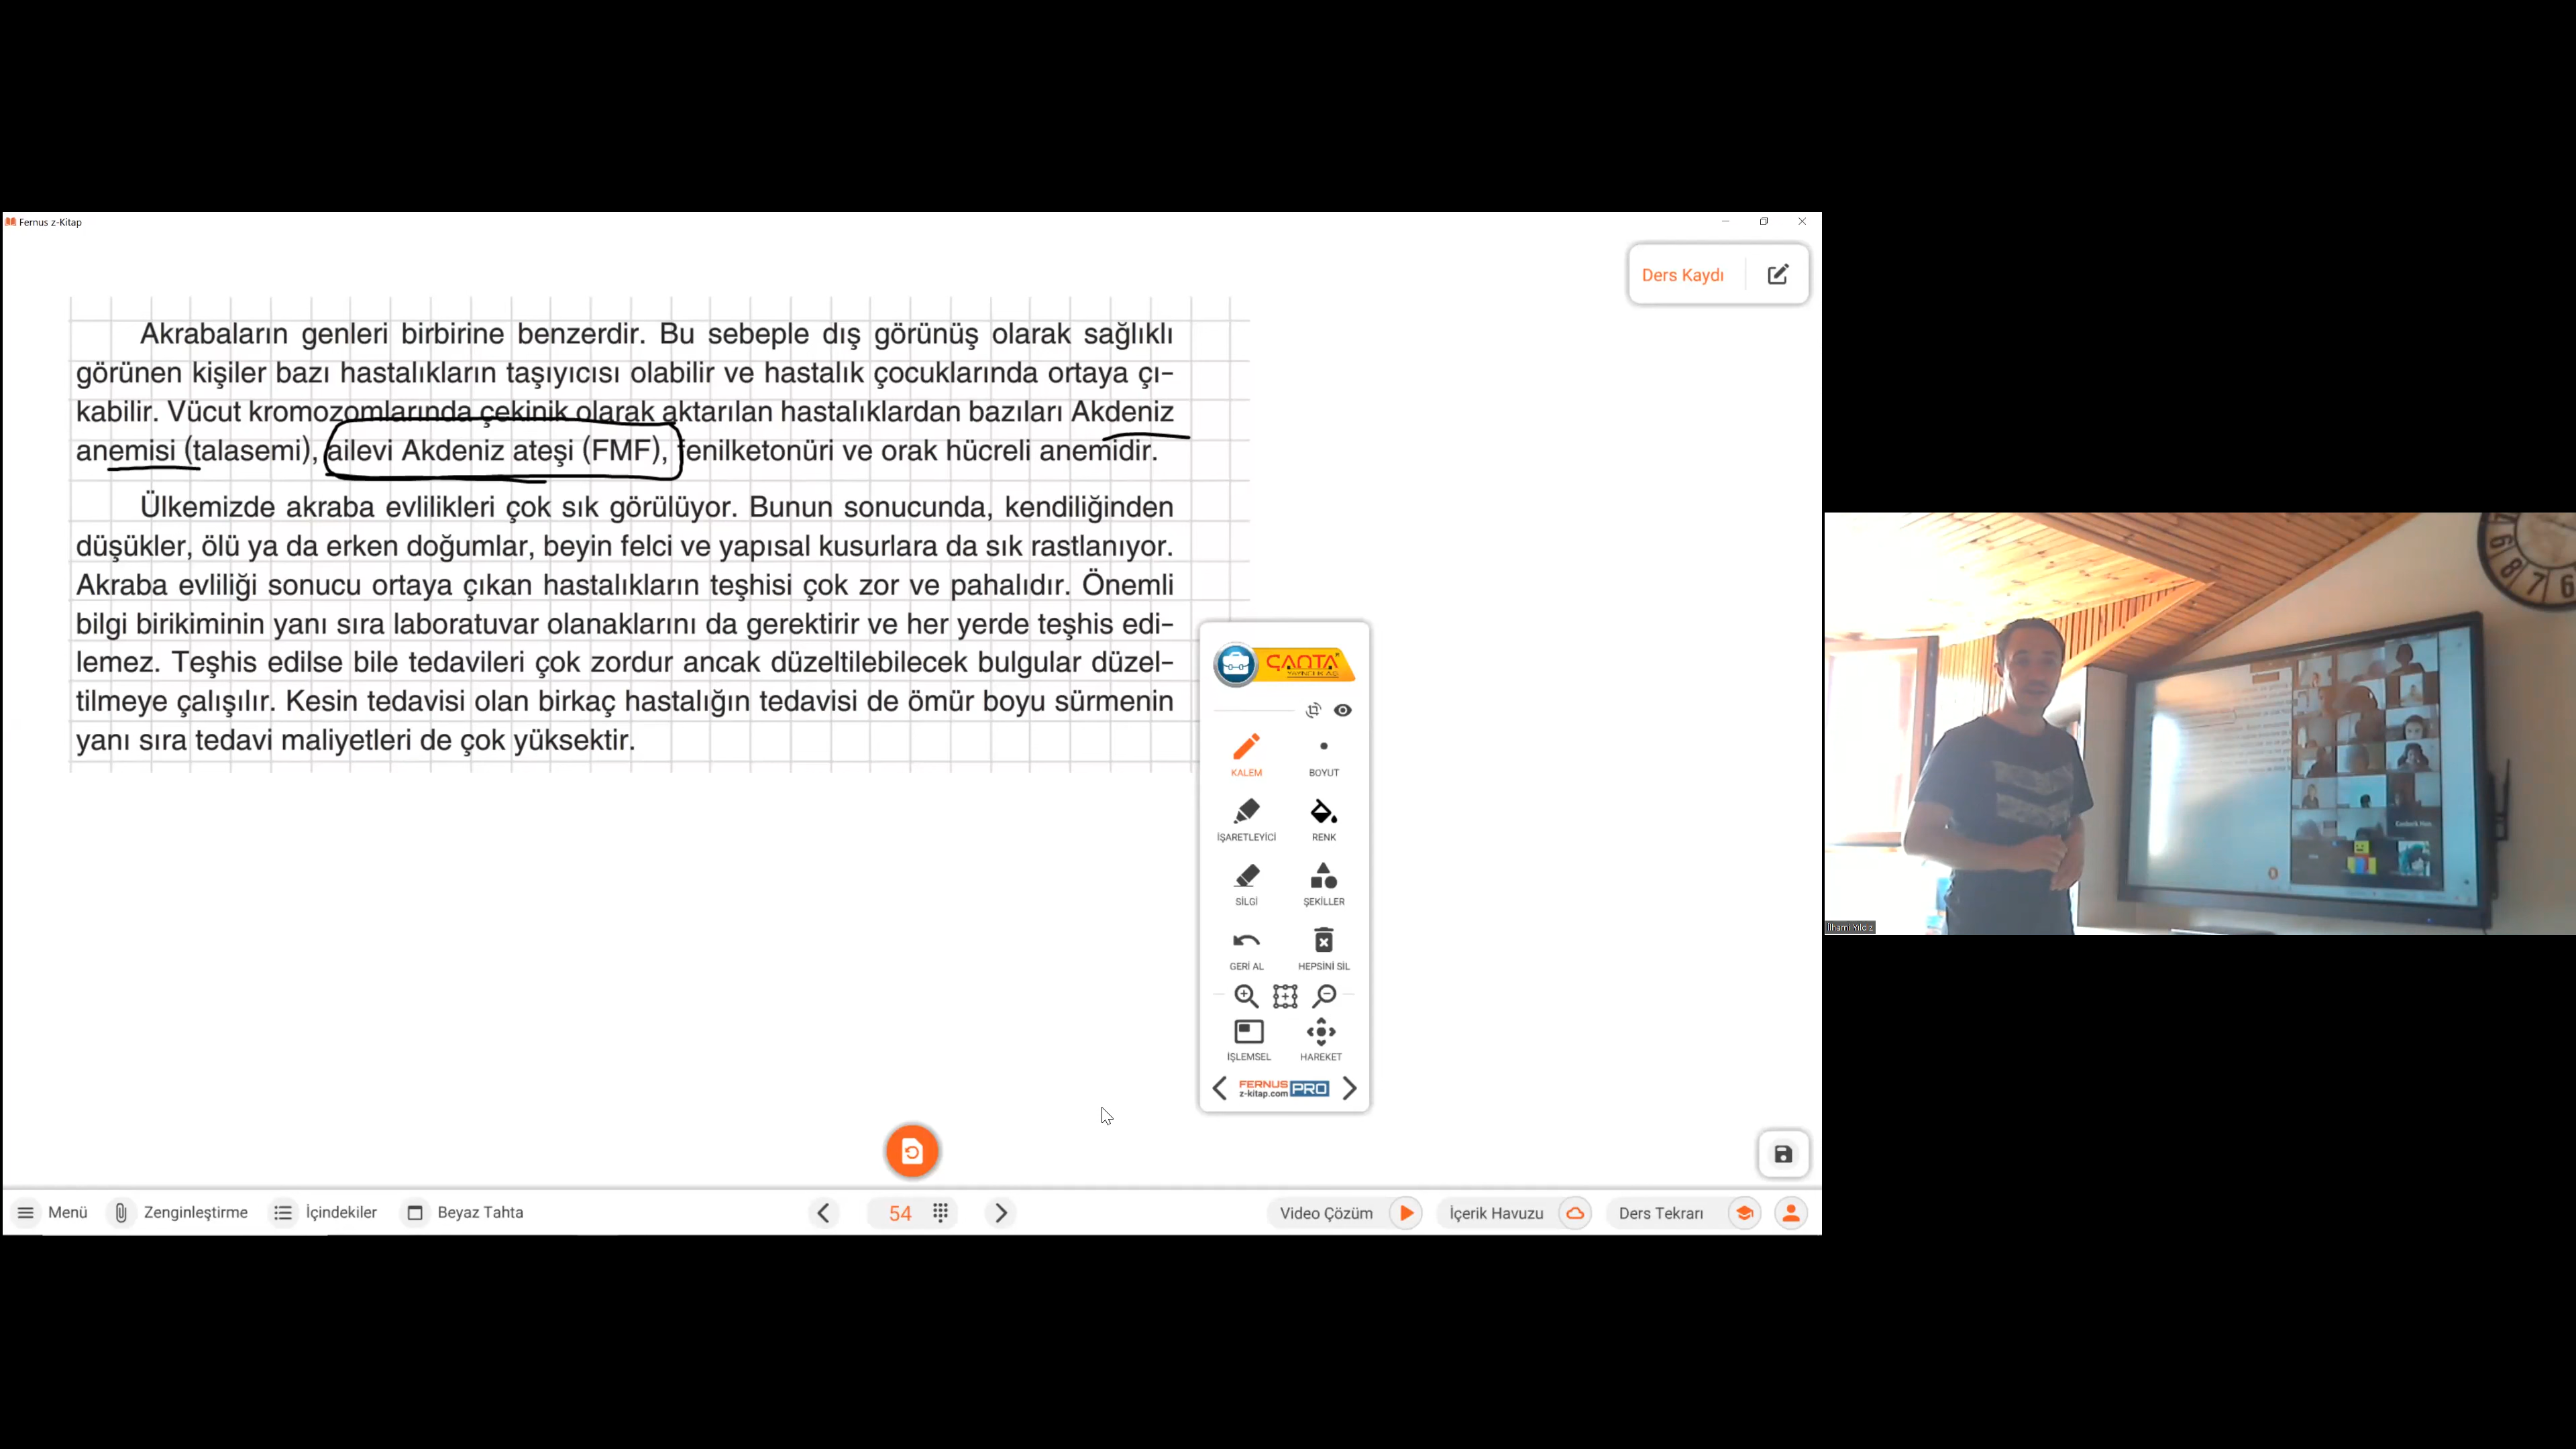 Fernus z-Kitap
Ders Kaydı
Akrabaların genleri birbirine benzerdir. Bu sebeple dış görünüş olarak sağlıklı
görünen kişiler bazı hastalıkların taşıyıcısı olabilir ve hastalık çocuklarında ortaya çı-
kabilir. Vücut kromozomlarında çekinik olarak aktarılan hastalıklardan bazıları Akdeniz
anemisi (talasemi), ailevi Akdeniz ateşi (FMF), fenilketonüri ve orak hücreli anemidir.
Ülkemizde akraba evlilikleri çok sık görülüyor. Bunun sonucunda, kendiliğinden
düşükler, ölü ya da erken doğumlar, beyin felci ve yapısal kusurlara da sık rastlanıyor.
Akraba evliliği sonucu ortaya çıkan hastalıkların teşhisi çok zor ve pahalıdır. Önemli
bilgi birikiminin yanı sıra laboratuvar olanaklarını da gerektirir ve her yerde teşhis edi-
lemez. Teşhis edilse bile tedavileri çok zordur ancak düzeltilebilecek bulgular düzel-
tilmeye çalışılır. Kesin tedavisi olan birkaç hastalığın tedavisi de ömür boyu sürmenin
yanı sıra tedavi maliyetleri de çok yüksektir.
ÇANTA
KALEM BOYUT
İŞARETLEYİCİ RENK
SİLGİ ŞEKİLLER
GERİ AL HEPSİNİ SİL
İŞLEMSEL HAREKET
FERNUS PRO
z-kitap.com
İlhami Yıldız
8 7 6
Menü Zenginleştirme İçindekiler Beyaz Tahta 54 Video Çözüm İçerik Havuzu Ders Tekrarı